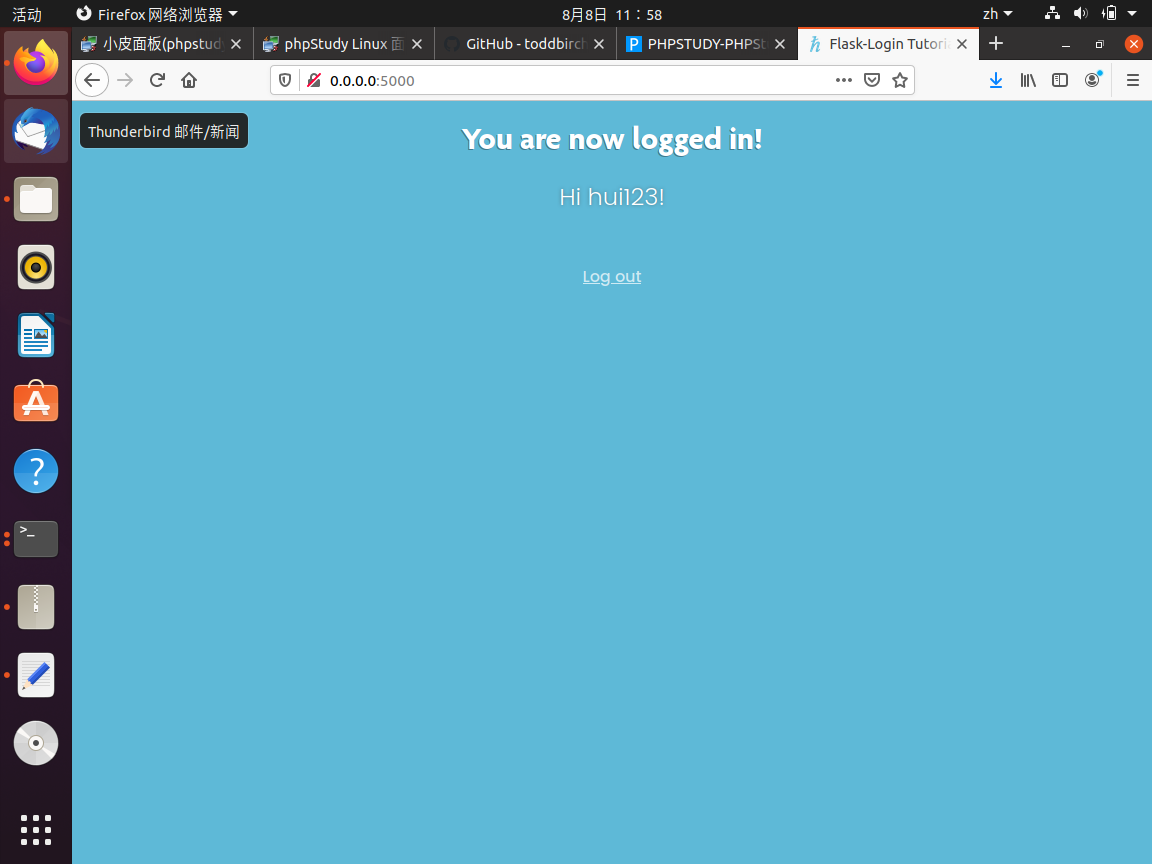 活动
Firefox 网络浏览器
8月8日 11：58
zh
小皮面板(phpstud
phpStudy Linux 面
GitHub - toddbirch
PHPSTUDY-PHPSt
Flask-Login Tutori
0.0.0.0:5000
Thunderbird 邮件/新闻
You are now logged in!
Hi hui123!
Log out